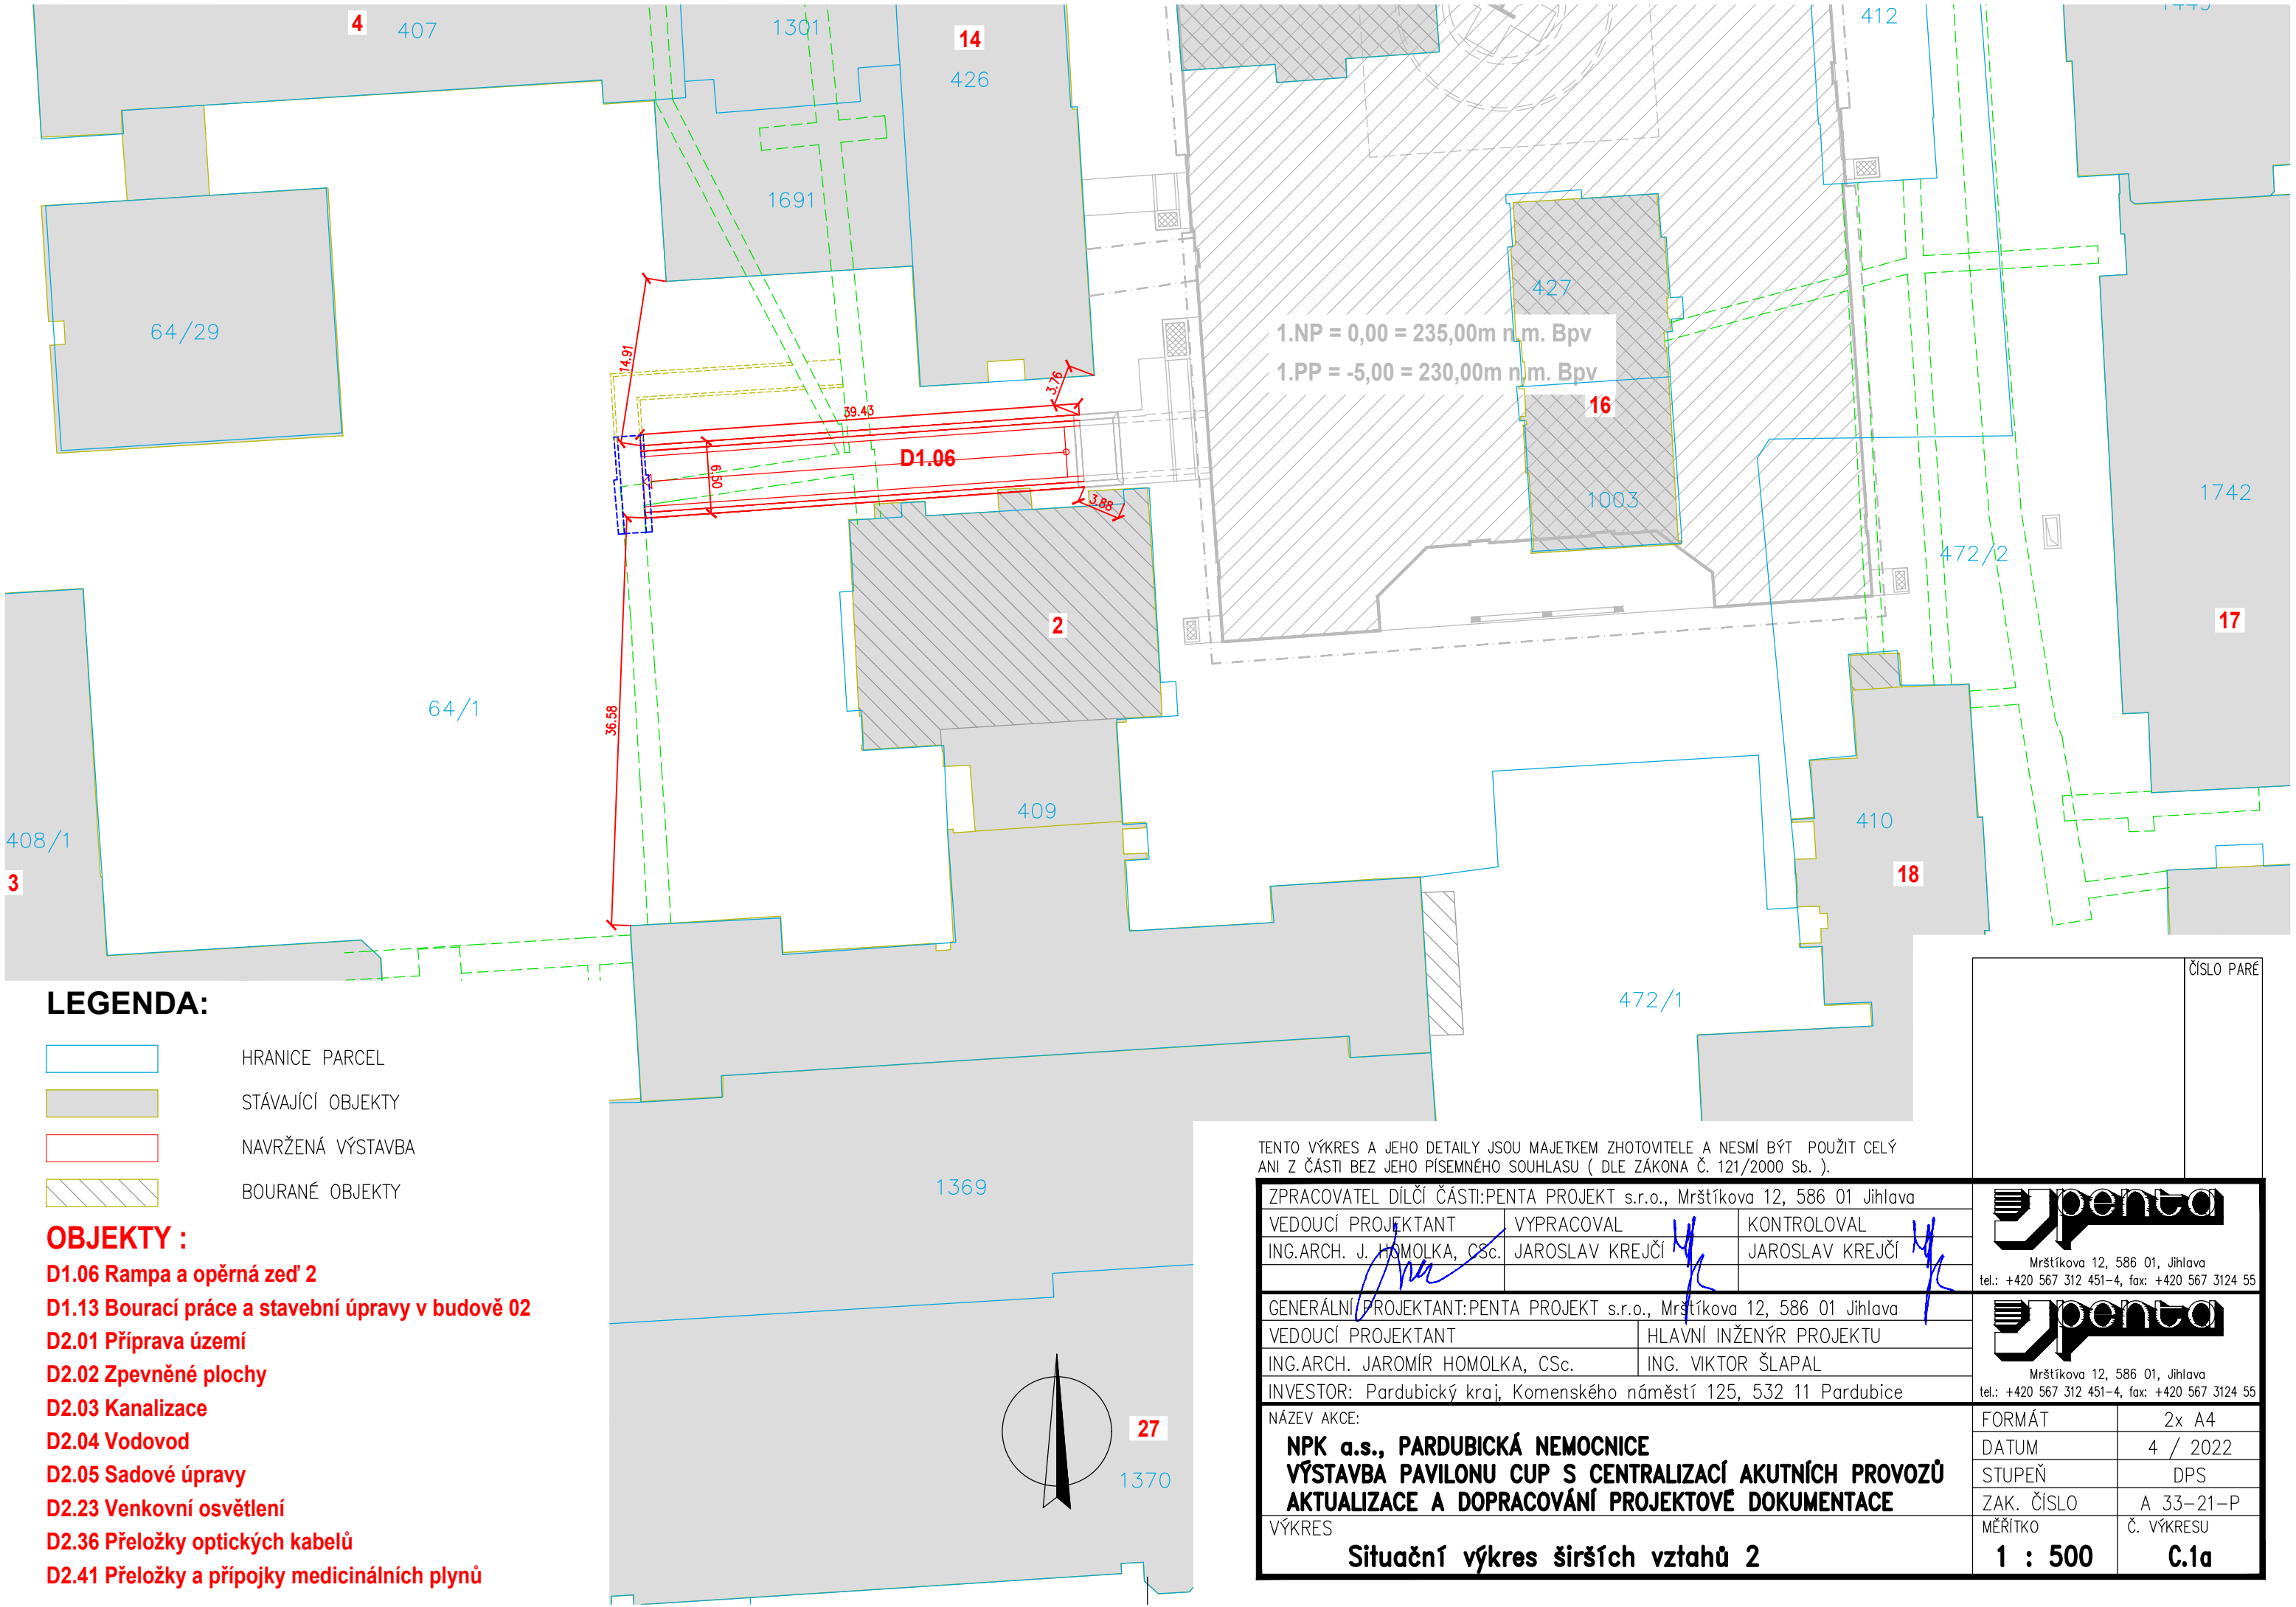 4
407
1301
14
426
412
1691
64/29
427
1.NP = 0,00 = 235,00m n.m. Bpv
1.PP = -5,00 = 230,00m n.m. Bpv
16
14.91
3.76
39.43
D1.06
6.50
3.88
1003
1742
472/2
17
2
64/1
36.58
409
410
408/1
3
18
472/1
1369
27
1370
LEGENDA:
HRANICE PARCEL
STÁVAJÍCÍ OBJEKTY
NAVRŽENÁ VÝSTAVBA
BOURANÉ OBJEKTY
OBJEKTY :
D1.06 Rampa a opěrná zeď 2
D1.13 Bourací práce a stavební úpravy v budově 02
D2.01 Příprava území
D2.02 Zpevněné plochy
D2.03 Kanalizace
D2.04 Vodovod
D2.05 Sadové úpravy
D2.23 Venkovní osvětlení
D2.36 Přeložky optických kabelů
D2.41 Přeložky a přípojky medicinálních plynů
ČÍSLO PARÉ
TENTO VÝKRES A JEHO DETAILY JSOU MAJETKEM ZHOTOVITELE A NESMÍ BÝT POUŽIT CELÝ
ANI Z ČÁSTI BEZ JEHO PÍSEMNÉHO SOUHLASU ( DLE ZÁKONA Č. 121/2000 Sb. ).
ZPRACOVATEL DÍLČÍ ČÁSTI:PENTA PROJEKT s.r.o., Mrštíkova 12, 586 01 Jihlava
VEDOUCÍ PROJEKTANT VYPRACOVAL KONTROLOVAL
ING.ARCH. J. HOMOLKA, CSc. JAROSLAV KREJČÍ JAROSLAV KREJČÍ
penta
Mrštíkova 12, 586 01, Jihlava
tel.: +420 567 312 451-4, fax: +420 567 3124 55
GENERÁLNÍ PROJEKTANT:PENTA PROJEKT s.r.o., Mrštíkova 12, 586 01 Jihlava
VEDOUCÍ PROJEKTANT HLAVNÍ INŽENÝR PROJEKTU
ING.ARCH. JAROMÍR HOMOLKA, CSc. ING. VIKTOR ŠLAPAL
INVESTOR: Pardubický kraj, Komenského náměstí 125, 532 11 Pardubice
penta
Mrštíkova 12, 586 01, Jihlava
tel.: +420 567 312 451-4, fax: +420 567 3124 55
NÁZEV AKCE:
NPK a.s., PARDUBICKÁ NEMOCNICE
VÝSTAVBA PAVILONU CUP S CENTRALIZACÍ AKUTNÍCH PROVOZŮ
AKTUALIZACE A DOPRACOVÁNÍ PROJEKTOVÉ DOKUMENTACE
FORMÁT 2x A4
DATUM 4 / 2022
STUPEŇ DPS
ZAK. ČÍSLO A 33-21-P
VÝKRES
Situační výkres širších vztahů 2
MĚŘÍTKO Č. VÝKRESU
1 : 500 C.1a